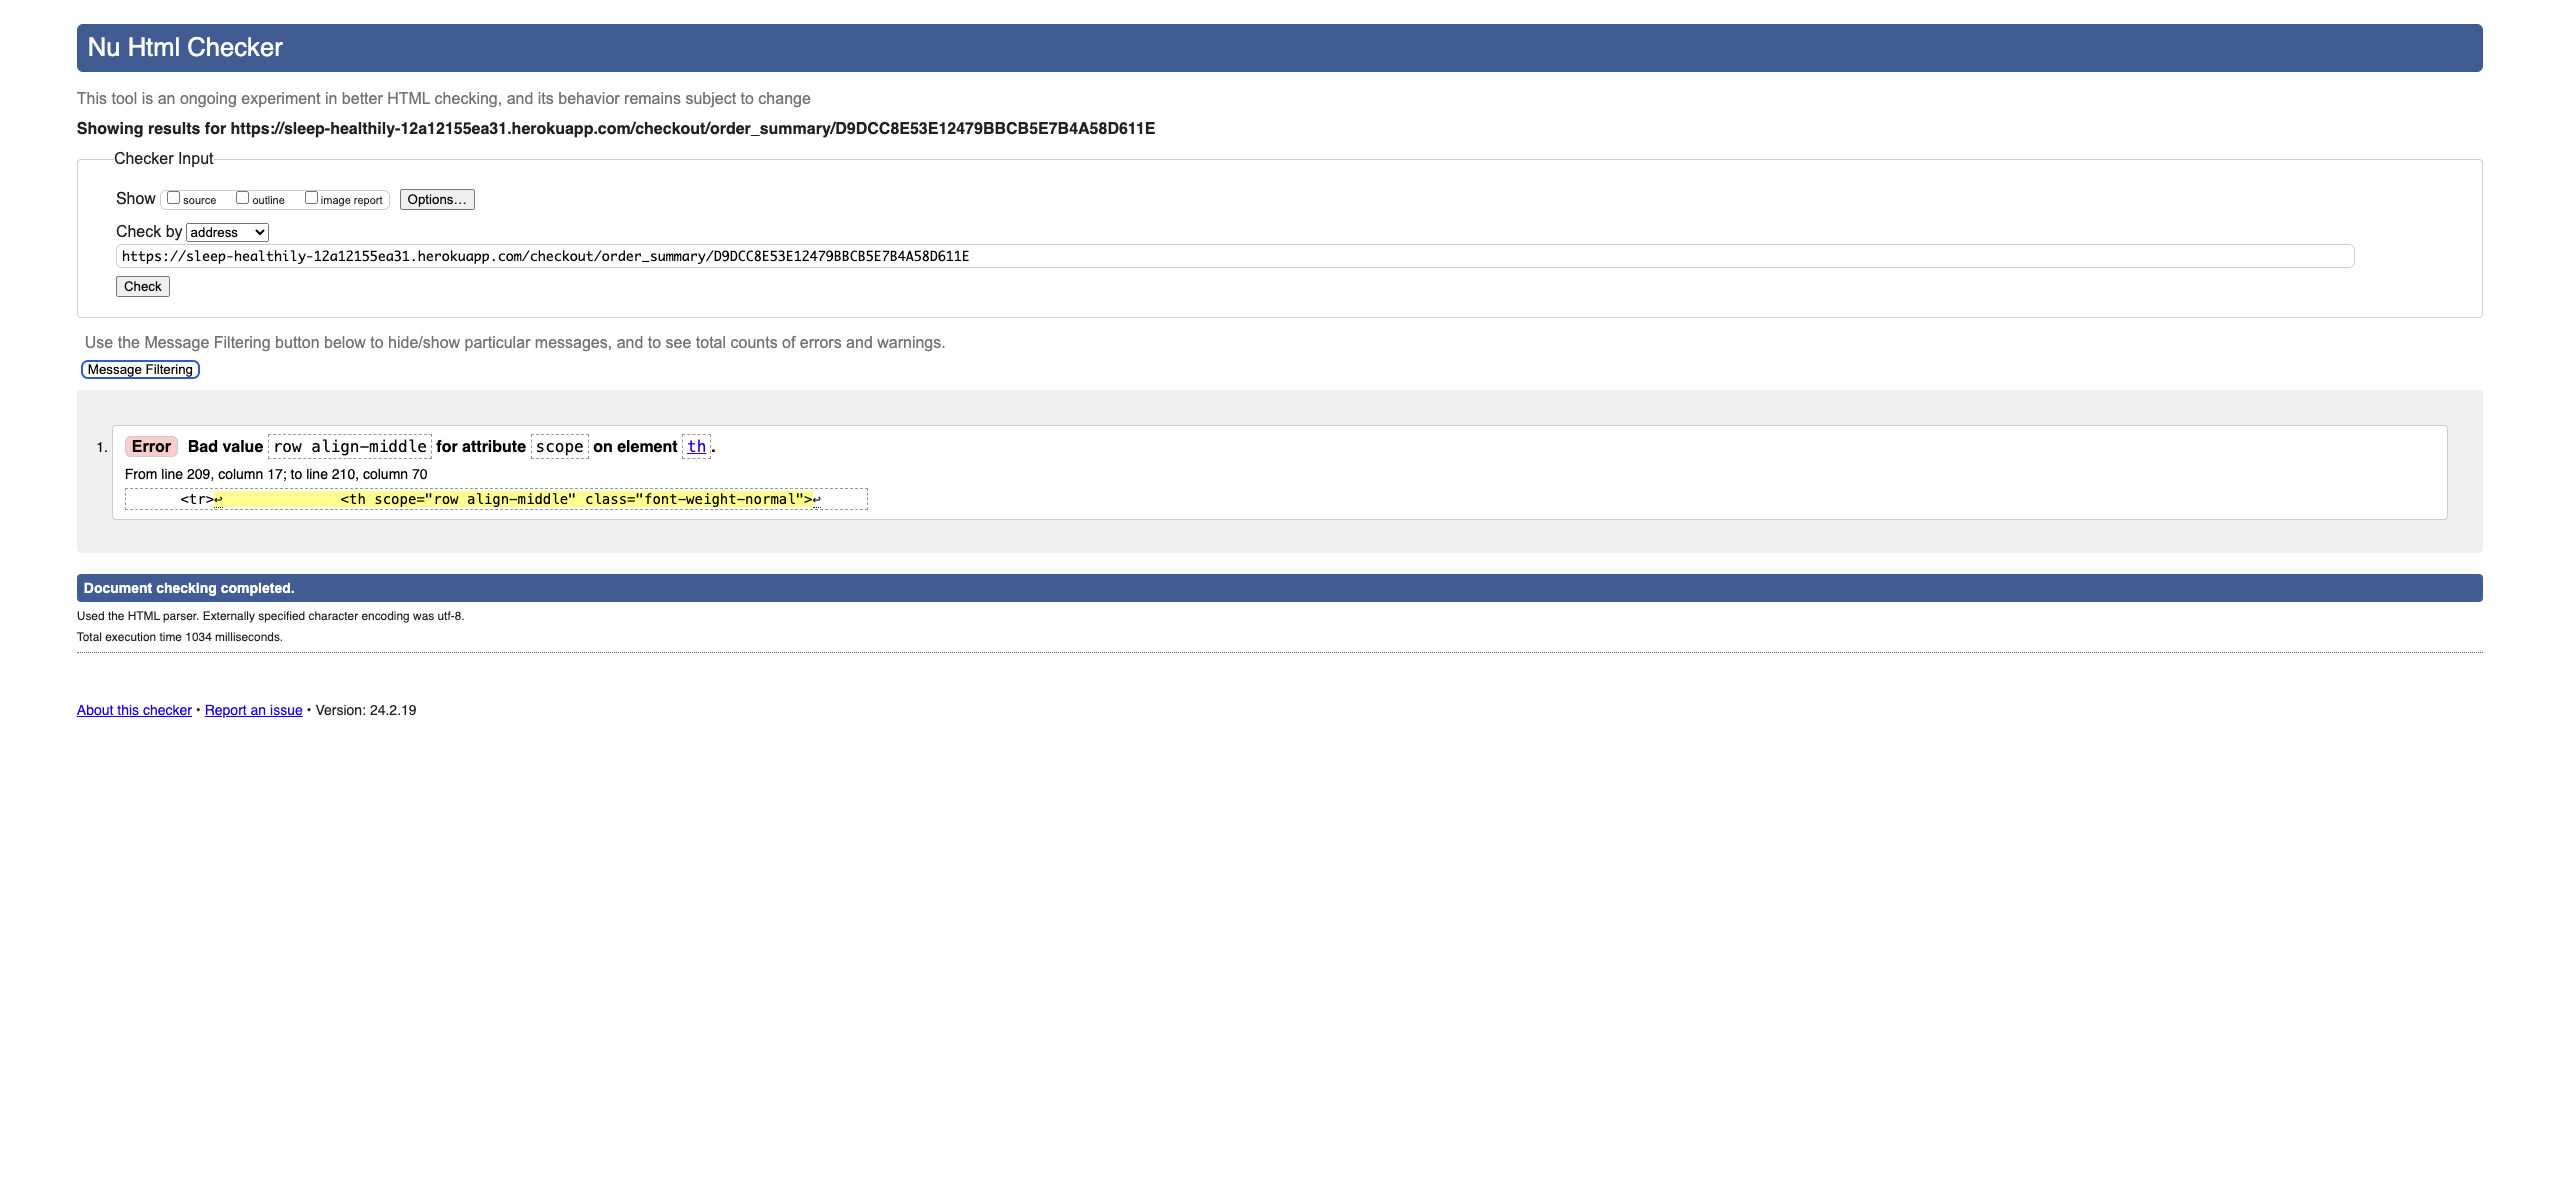 Nu Html Checker
This tool is an ongoing experiment in better HTML checking, and its behavior remains subject to change
Showing results for https://sleep-healthily-12a12155ea31.herokuapp.com/checkout/order_summary/D9DCC8E53E12479BBCB5E7B4A58D611E
Checker Input
Show source outline image report Options...
Check by address
https://sleep-healthily-12a12155ea31.herokuapp.com/checkout/order_summary/D9DCC8E53E12479BBCB5E7B4A58D611E
Check
Use the Message Filtering button below to hide/show particular messages, and to see total counts of errors and warnings.
Message Filtering
1. Error Bad value row align-middle for attribute scope on element th.
From line 209, column 17; to line 210, column 70
<tr>↩ <th scope="row align-middle" class="font-weight-normal">↩
Document checking completed.
Used the HTML parser. Externally specified character encoding was utf-8.
Total execution time 1034 milliseconds.
About this checker • Report an issue • Version: 24.2.19